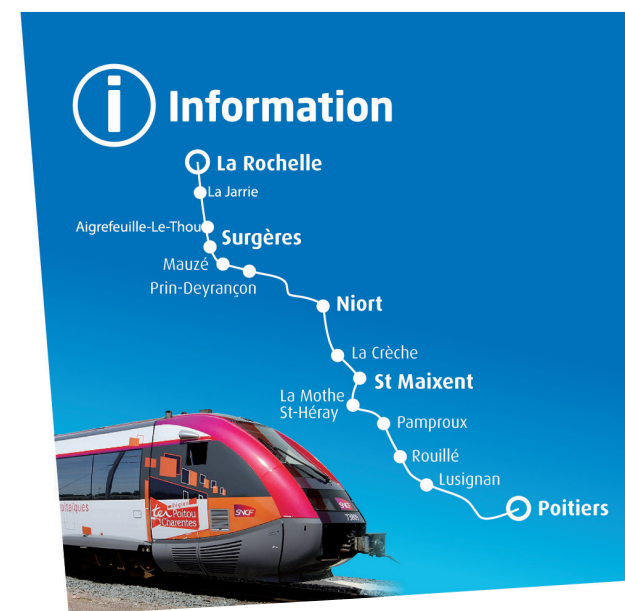 i Information
La Rochelle
La Jarrie
Aigrefeuille-Le-Thou
Surgères
Mauzé
Prin-Deyrançon
Niort
La Crèche
St Maixent
La Mothe
St-Héray
Pamproux
Rouillé
Lusignan
Poitiers
ter
Poitou
Charentes
SNCF
SNCF